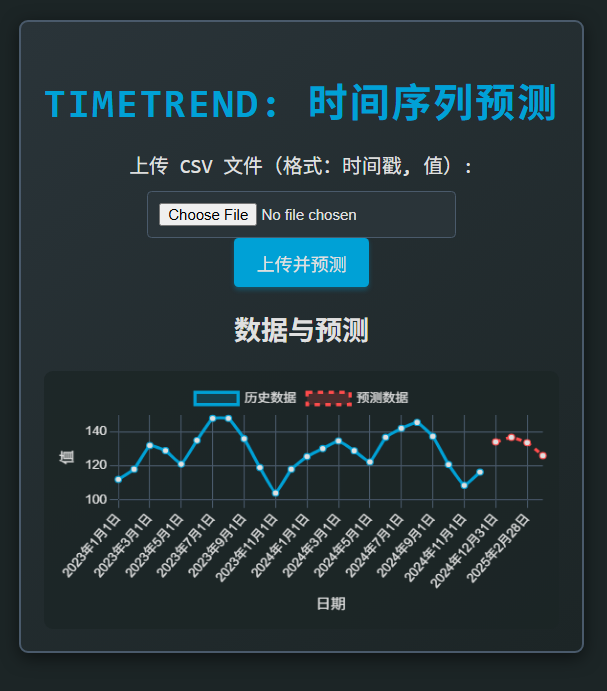 TIMETREND: 时间序列预测
上传 CSV 文件（格式：时间戳, 值）:
Choose File No file chosen
上传并预测
数据与预测
历史数据 预测数据
值
140
120
100
2023年1月1日 2023年3月1日 2023年5月1日 2023年7月1日 2023年9月1日 2023年11月1日 2024年1月1日 2024年3月1日 2024年5月1日 2024年7月1日 2024年9月1日 2024年11月1日 2024年12月31日 2025年2月28日
日期